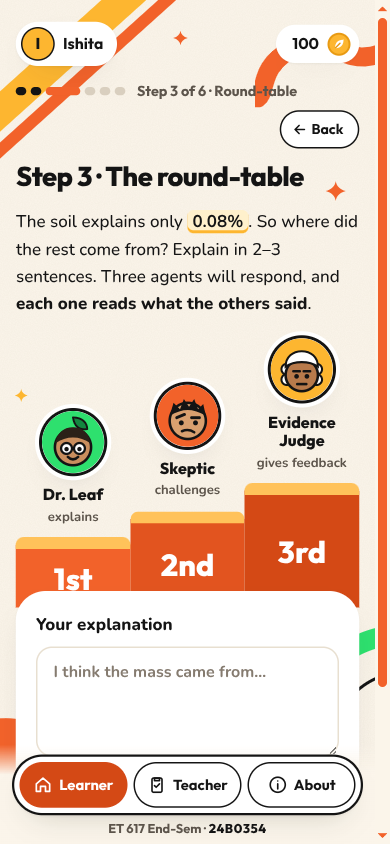 I Ishita
100
Step 3 of 6 · Round-table
← Back
Step 3 · The round-table
The soil explains only 0.08%. So where did
the rest come from? Explain in 2–3
sentences. Three agents will respond, and
each one reads what the others said.
Evidence
Judge
gives feedback
Skeptic
challenges
Dr. Leaf
explains
1st
2nd
3rd
Your explanation
I think the mass came from...
Learner
Teacher
About
ET 617 End-Sem · 24B0354